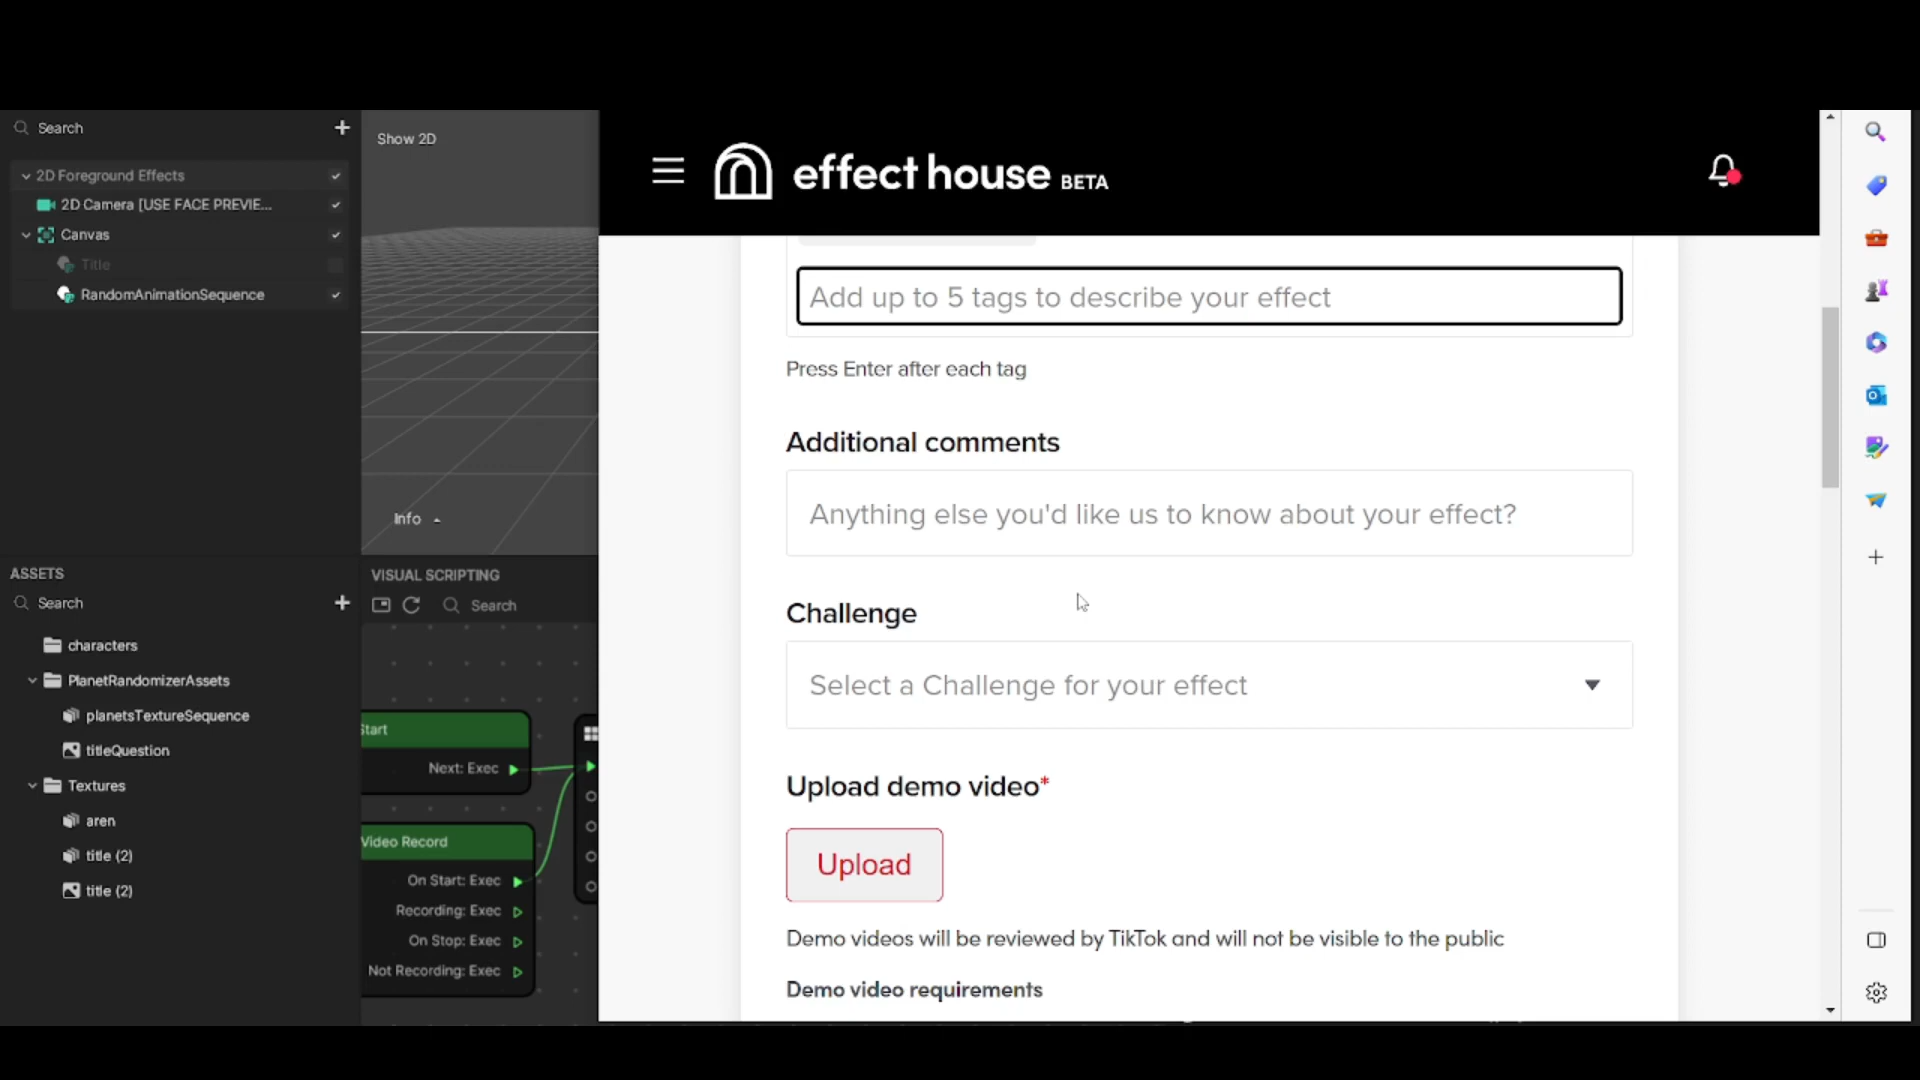 Search
2D Foreground Effects
2D Camera [USE FACE PREVIE...
Canvas
Title
RandomAnimationSequence
Show 2D
Info
ASSETS
Search
characters
PlanetRandomizerAssets
planetsTextureSequence
titleQuestion
Textures
aren
title (2)
title (2)
VISUAL SCRIPTING
Search
Start
Next: Exec
Video Record
On Start: Exec
Recording: Exec
On Stop: Exec
Not Recording: Exec
effect house BETA
Add up to 5 tags to describe your effect
Press Enter after each tag
Additional comments
Anything else you'd like us to know about your effect?
Challenge
Select a Challenge for your effect
Upload demo video*
Upload
Demo videos will be reviewed by TikTok and will not be visible to the public
Demo video requirements